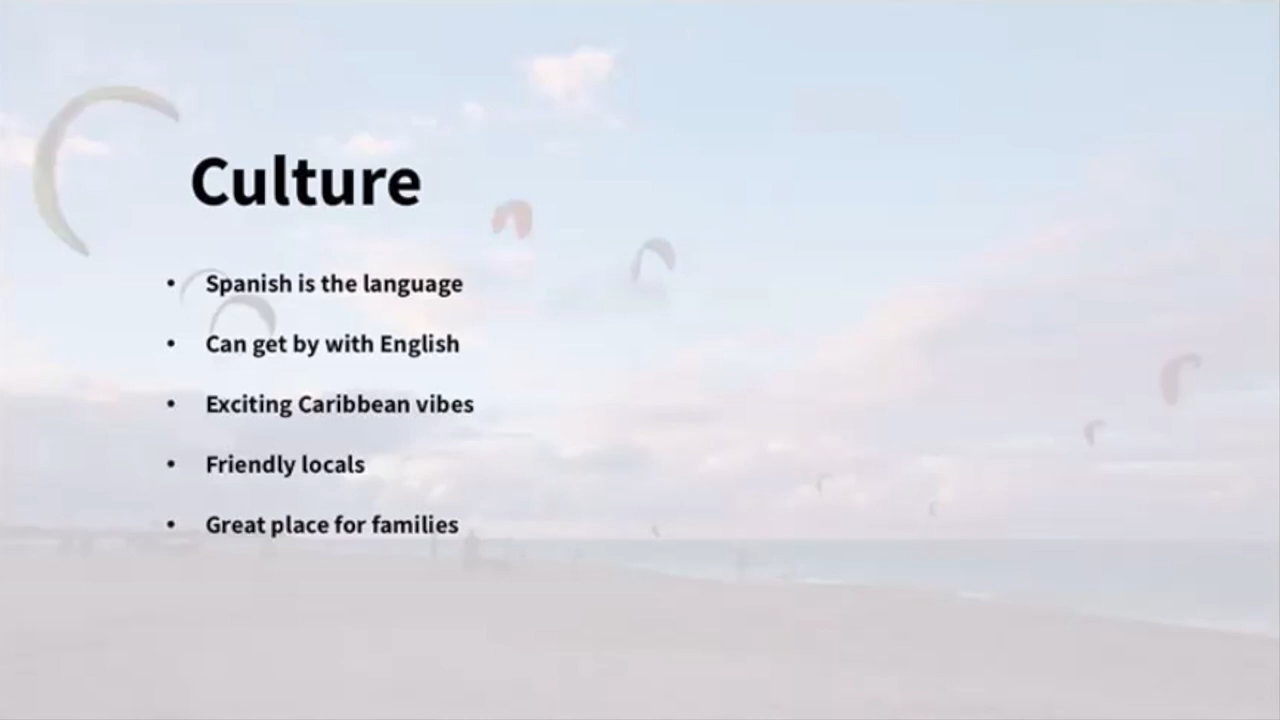 Culture
• Spanish is the language
• Can get by with English
• Exciting Caribbean vibes
• Friendly locals
• Great place for families